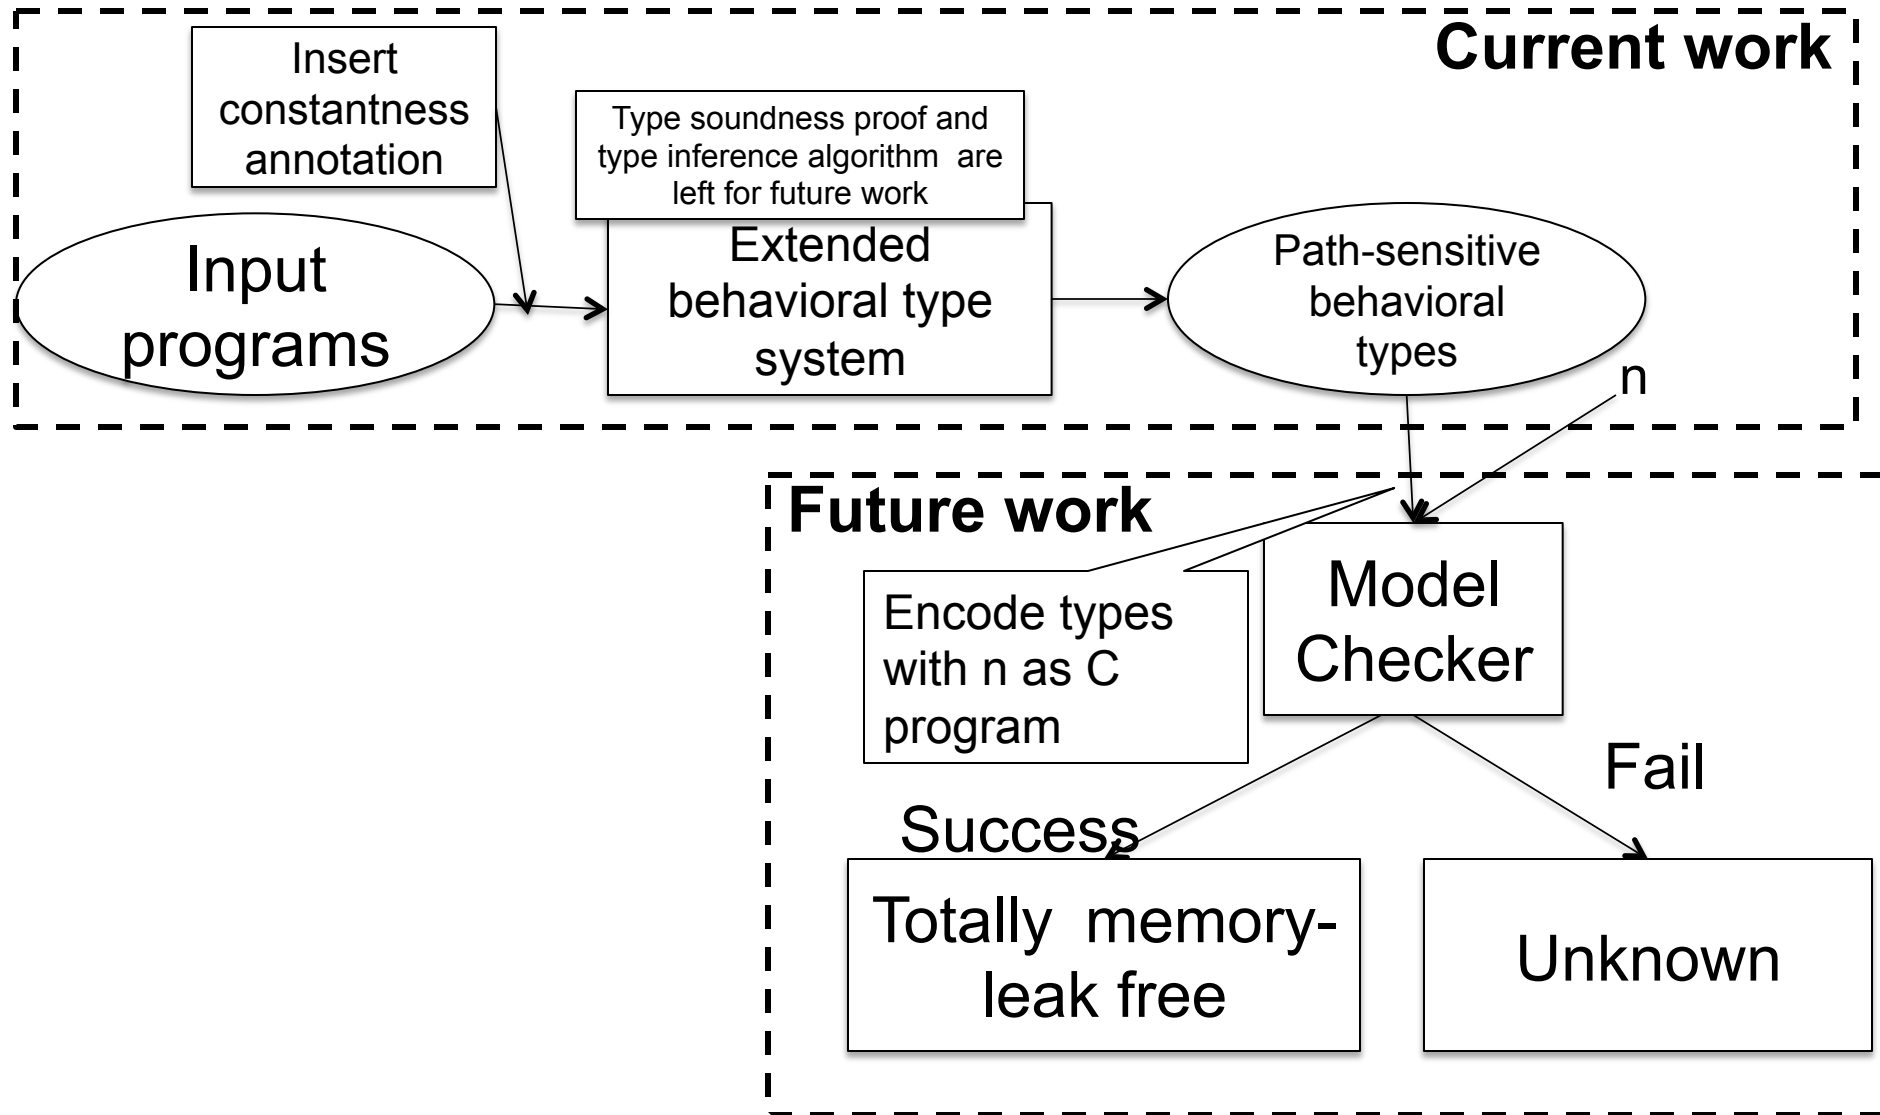 Current work
Insert
constantness
annotation
Type soundness proof and
type inference algorithm  are
left for future work
Input
programs
Extended
behavioral type
system
Path-sensitive
behavioral
types
n
Future work
Encode types
with n as C
program
Model
Checker
Success
Fail
Totally  memory-
leak free
Unknown